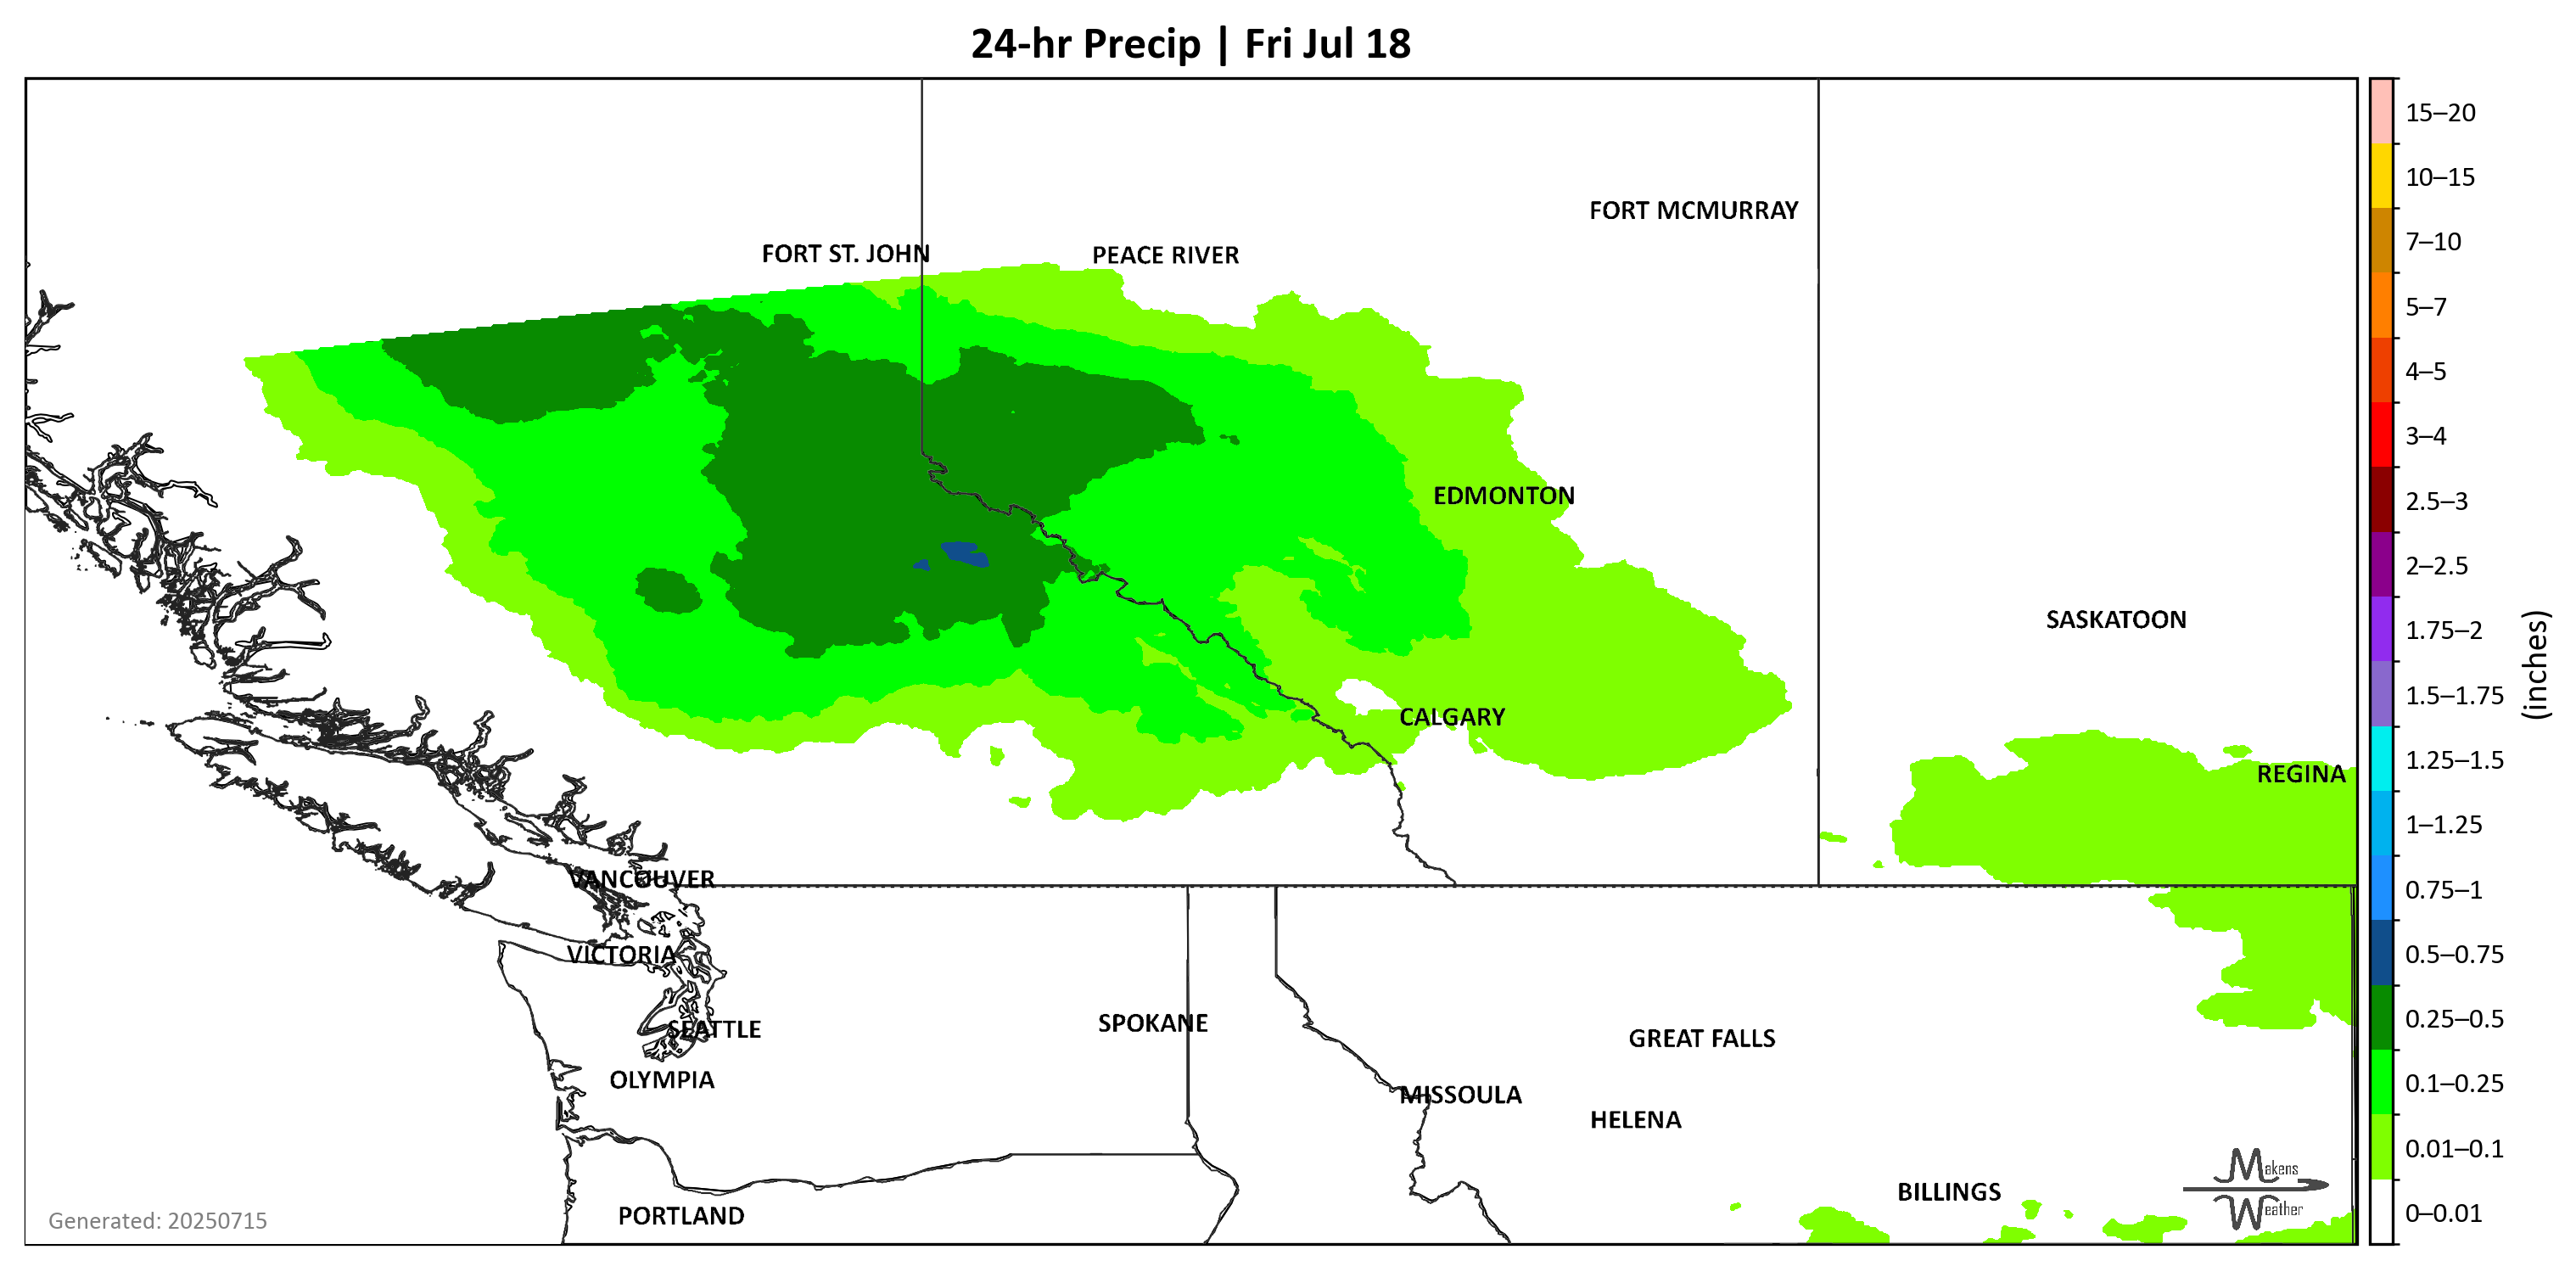 24-hr Precip | Fri Jul 18
15–20
10–15
7–10
5–7
4–5
3–4
2.5–3
2–2.5
1.75–2
1.5–1.75
1.25–1.5
1–1.25
0.75–1
0.5–0.75
0.25–0.5
0.1–0.25
0.01–0.1
0–0.01
(inches)
FORT MCMURRAY
FORT ST. JOHN
PEACE RIVER
EDMONTON
SASKATOON
CALGARY
REGINA
VANCOUVER
VICTORIA
SEATTLE
SPOKANE
GREAT FALLS
OLYMPIA
MISSOULA
HELENA
BILLINGS
PORTLAND
Makens
Weather
Generated: 20250715